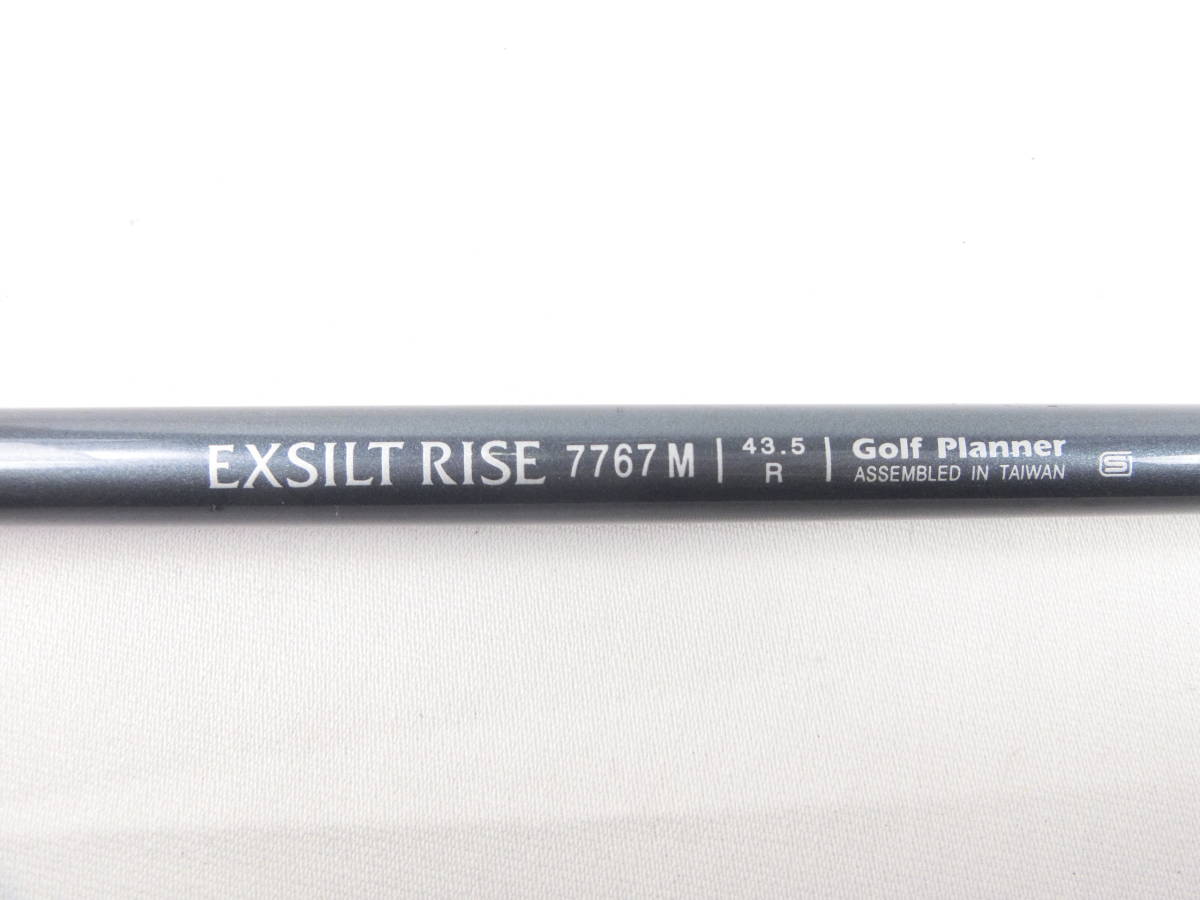 EXSILT RISE 7767 M | 43.5 R | Golf Planner
ASSEMBLED IN TAIWAN S